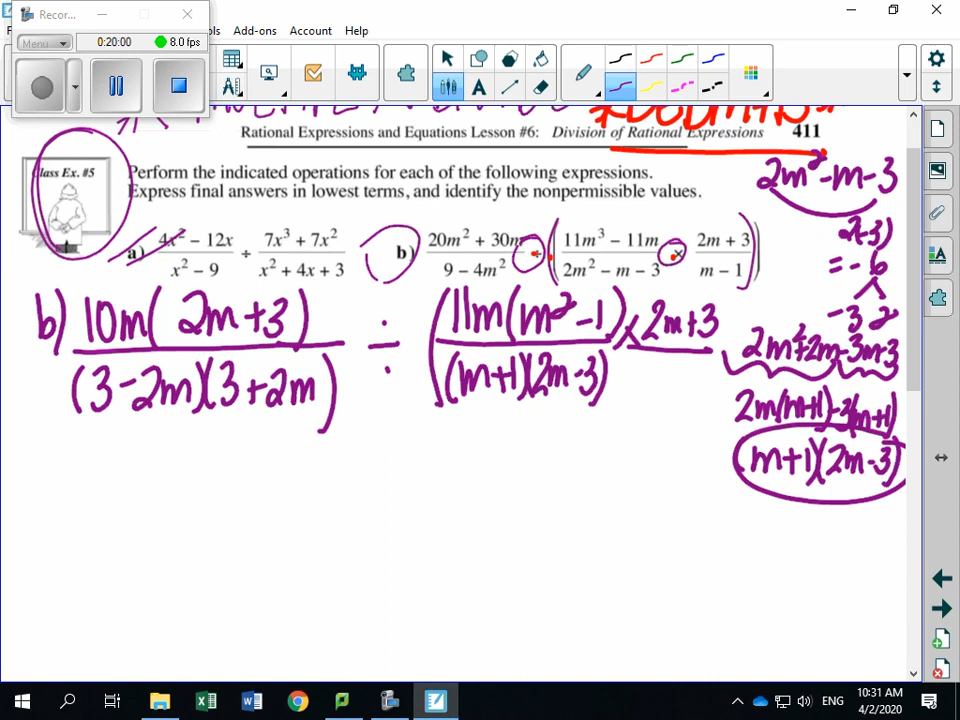 Recor...
Menu
0:20:00
8.0 fps
ols Add-ons Account Help
Rational Expressions and Equations Lesson #6: Division of Rational Expressions 411
Class Ex. #5
Perform the indicated operations for each of the following expressions.
Express final answers in lowest terms, and identify the nonpermissible values.
a) (4x² − 12x)/(x² − 9) ÷ (7x³ + 7x²)/(x² + 4x + 3)
b) (20m² + 30m)/(9 − 4m²) ÷ ( (11m³ − 11m)/(2m² − m − 3) × (2m + 3)/(m − 1) )
b) 10m(2m+3)/(3-2m)(3+2m) ÷ (11m(m²-1)/(m+1)(2m-3) × 2m+3
2m²-m-3
2(-3)
=-6
-3 2
2m²+2m-3m-3
2m(m+1)-3(m+1)
(m+1)(2m-3)
ENG
10:31 AM
4/2/2020